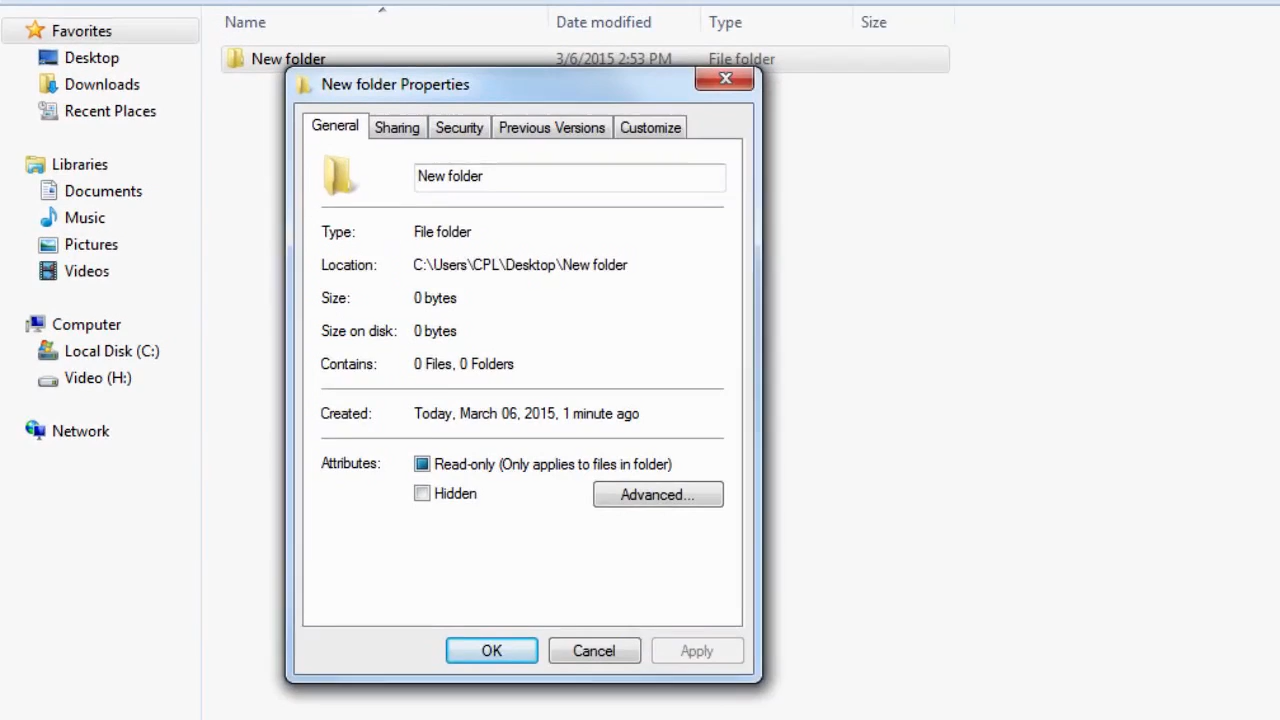 Name Date modified Type Size
Favorites
Desktop
Downloads
Recent Places
Libraries
Documents
Music
Pictures
Videos
Computer
Local Disk (C:)
Video (H:)
Network
New folder 3/6/2015 2:53 PM File folder
New folder Properties
General Sharing Security Previous Versions Customize
New folder
Type: File folder
Location: C:\Users\CPL\Desktop\New folder
Size: 0 bytes
Size on disk: 0 bytes
Contains: 0 Files, 0 Folders
Created: Today, March 06, 2015, 1 minute ago
Attributes: Read-only (Only applies to files in folder)
Hidden Advanced...
OK Cancel Apply